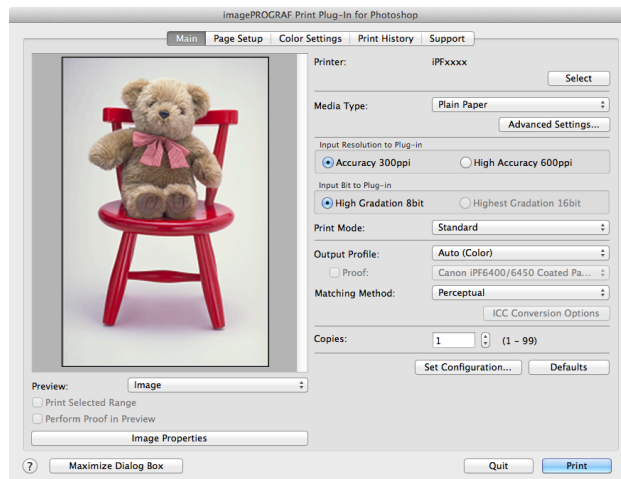 imagePROGRAF Print Plug-In for Photoshop
Main Page Setup Color Settings Print History Support
Printer: iPFxxxx
Select
Media Type: Plain Paper
Advanced Settings...
Input Resolution to Plug-in
Accuracy 300ppi High Accuracy 600ppi
Input Bit to Plug-in
High Gradation 8bit Highest Gradation 16bit
Print Mode: Standard
Output Profile: Auto (Color)
Proof: Canon iPF6400/6450 Coated Pa...
Matching Method: Perceptual
ICC Conversion Options
Copies: 1 (1 - 99)
Set Configuration... Defaults
Preview: Image
Print Selected Range
Perform Proof in Preview
Image Properties
? Maximize Dialog Box Quit Print